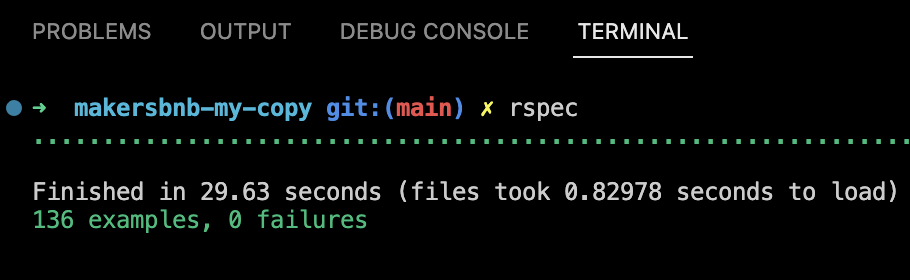 PROBLEMS OUTPUT DEBUG CONSOLE TERMINAL
➜ makersbnb-my-copy git:(main) ✗ rspec
..............................................................
Finished in 29.63 seconds (files took 0.82978 seconds to load)
136 examples, 0 failures